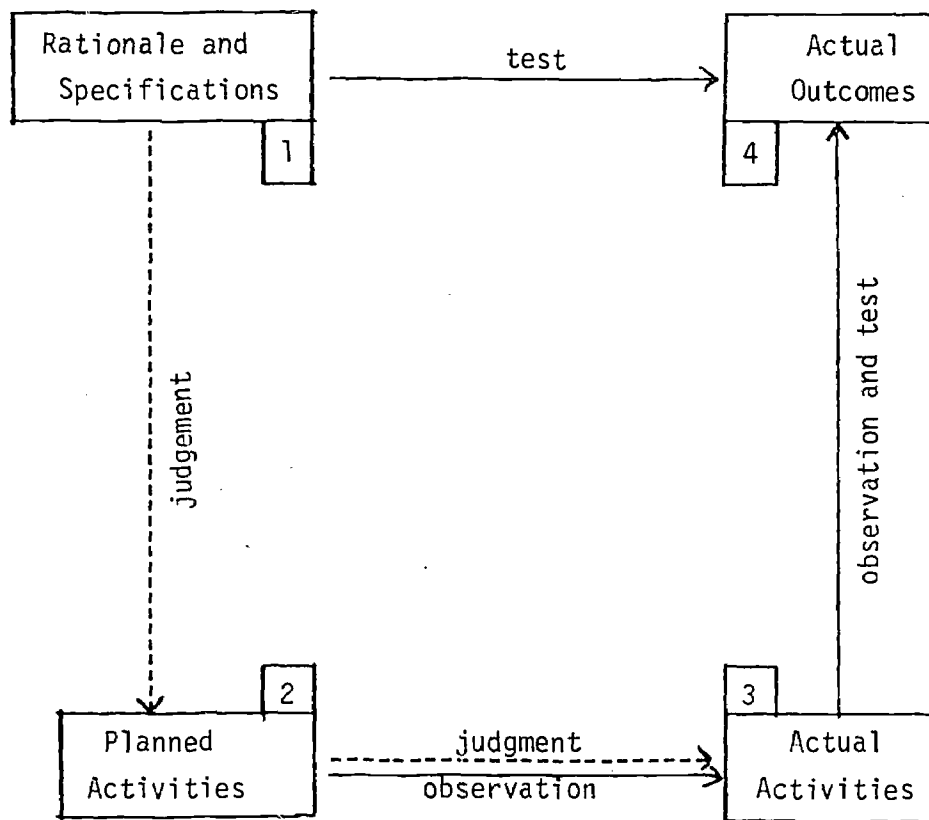 Rationale and
Specifications
1
test
Actual
Outcomes
4
judgement
observation and test
2
Planned
Activities
judgment
observation
3
Actual
Activities